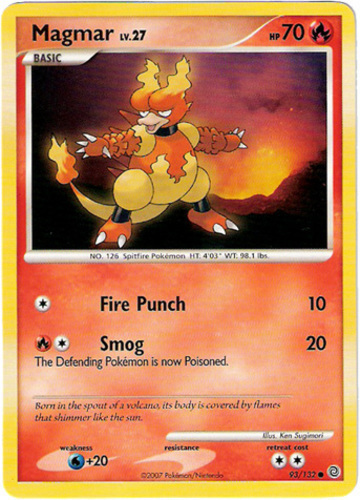 Magmar LV.27 HP 70
BASIC
NO. 126 Spitfire Pokémon HT. 4'03" WT. 98.1 lbs.
Fire Punch 10
Smog 20
The Defending Pokémon is now Poisoned.
Born in the spout of a volcano, its body is covered by flames
that shimmer like the sun.
Illus. Ken Sugimori
weakness resistance retreat cost
+20
93/132
©2007 Pokémon/Nintendo